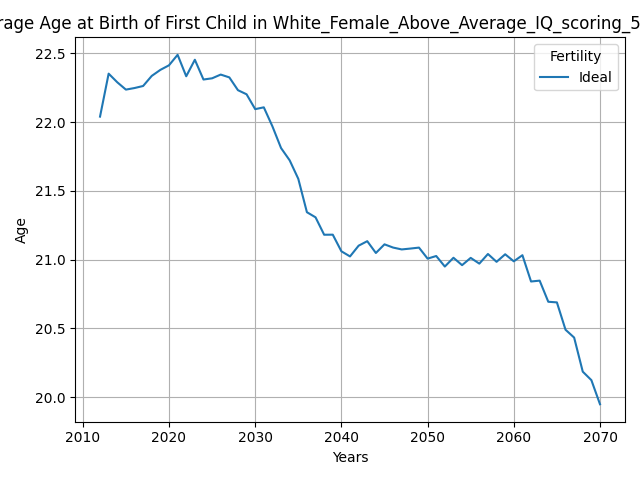 Age at Birth of First Child in White_Female_Above_Average_IQ_scoring_5
Fertility
Ideal
22.5
22.0
21.5
21.0
20.5
20.0
Age
2010 2020 2030 2040 2050 2060 2070
Years